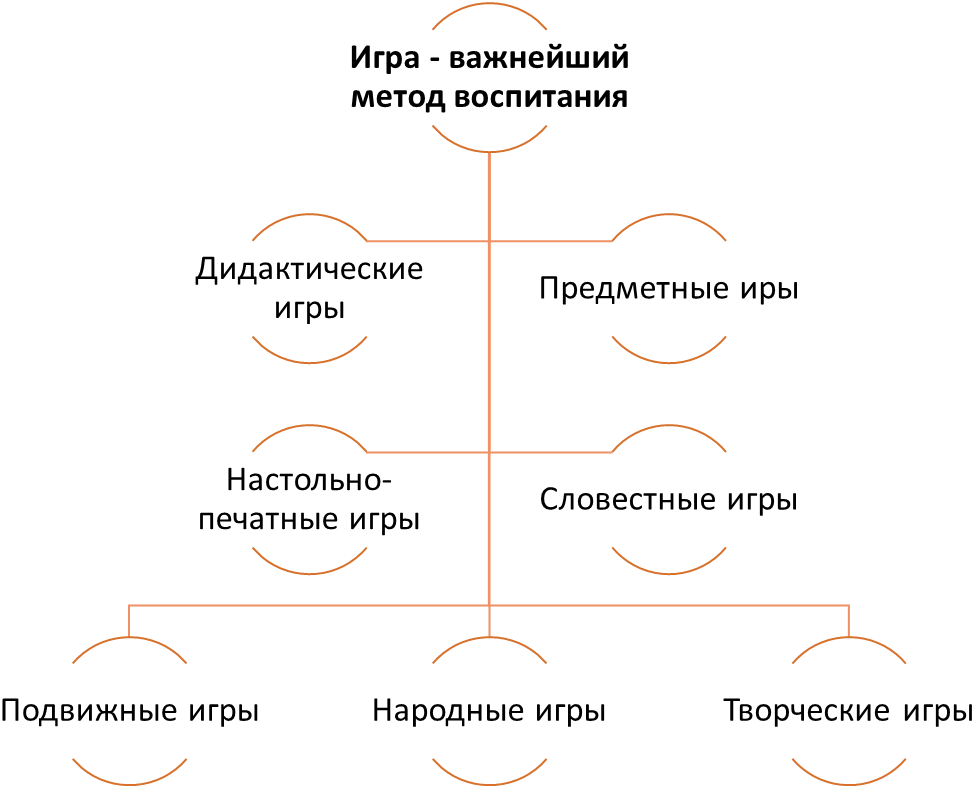 Игра - важнейший
метод воспитания
Дидактические
игры
Предметные иры
Настольно-
печатные игры
Словестные игры
Подвижные игры
Народные игры
Творческие игры